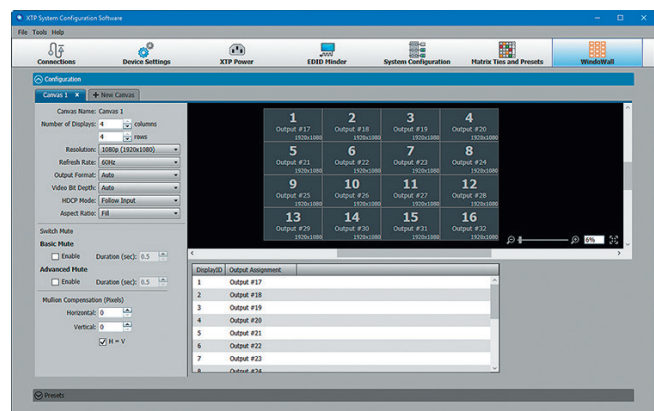 XTP System Configuration Software
File Tools Help
Connections
Device Settings
XTP Power
EDID Minder
System Configuration
Matrix Ties and Presets
WindoWall
Configuration
Canvas 1 × + New Canvas
Canvas Name: Canvas 1
Number of Displays: 4 columns
4 rows
Resolution: 1080p (1920x1080)
Refresh Rate: 60Hz
Output Format: Auto
Video Bit Depth: Auto
HDCP Mode: Follow Input
Aspect Ratio: Fill
Switch Mute
Basic Mute
Enable Duration (sec): 0.5
Advanced Mute
Enable Duration (sec): 0.5
Mullion Compensation (Pixels)
Horizontal: 0
Vertical: 0
H = V
1 2 3 4
Output #17 Output #18 Output #19 Output #20
1920x1080 1920x1080 1920x1080 1920x1080
5 6 7 8
Output #21 Output #22 Output #23 Output #24
1920x1080 1920x1080 1920x1080 1920x1080
9 10 11 12
Output #25 Output #26 Output #27 Output #28
1920x1080 1920x1080 1920x1080 1920x1080
13 14 15 16
Output #29 Output #30 Output #31 Output #32
1920x1080 1920x1080 1920x1080 1920x1080
6%
DisplayID Output Assignment
1 Output #17
2 Output #18
3 Output #19
4 Output #20
5 Output #21
6 Output #22
7 Output #23
8 Output #24
Presets